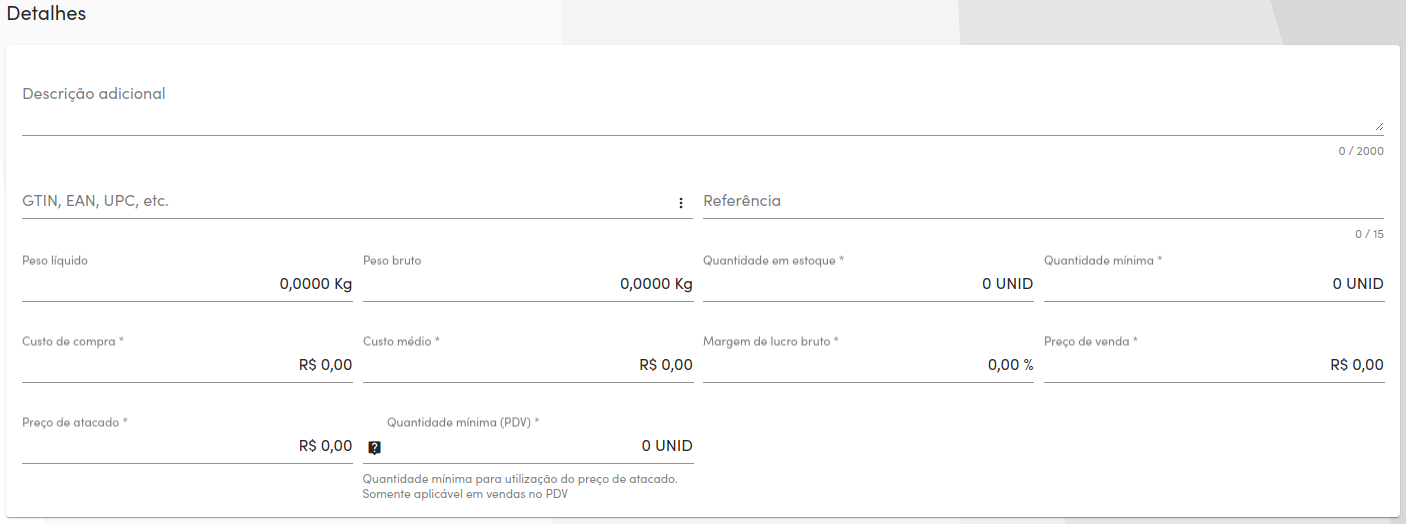 Detalhes
Descrição adicional
0 / 2000
GTIN, EAN, UPC, etc.
Referência
0 / 15
Peso líquido
0,0000 Kg
Peso bruto
0,0000 Kg
Quantidade em estoque *
0 UNID
Quantidade mínima *
0 UNID
Custo de compra *
R$ 0,00
Custo médio *
R$ 0,00
Margem de lucro bruto *
0,00 %
Preço de venda *
R$ 0,00
Preço de atacado *
R$ 0,00
Quantidade mínima (PDV) *
?
0 UNID
Quantidade mínima para utilização do preço de atacado.
Somente aplicável em vendas no PDV